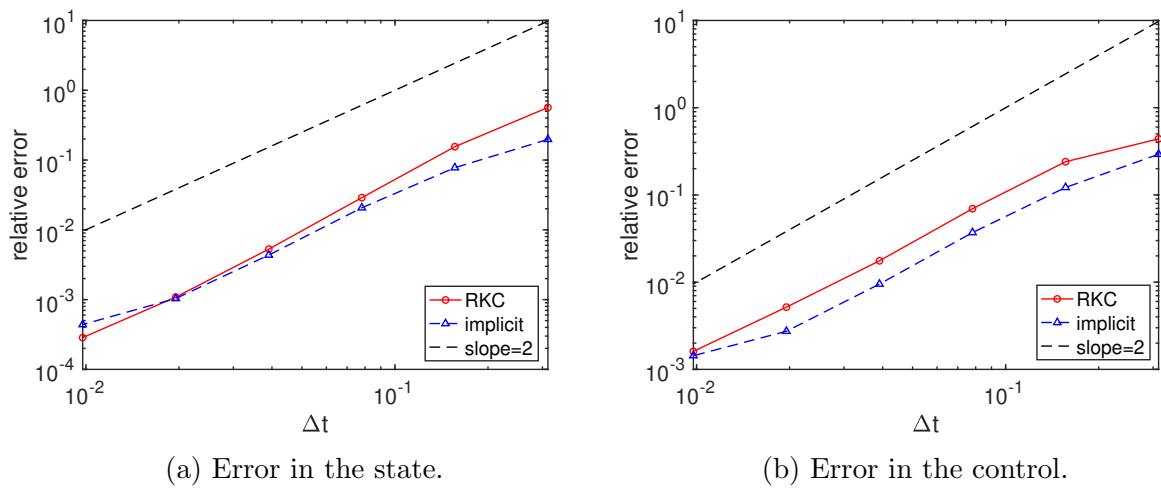 10^1
10^0
10^-1
10^-2
10^-3
10^-4
relative error
10^-2
10^-1
Δt
RKC
implicit
slope=2
(a) Error in the state.
10^1
10^0
10^-1
10^-2
10^-3
relative error
10^-2
10^-1
Δt
RKC
implicit
slope=2
(b) Error in the control.